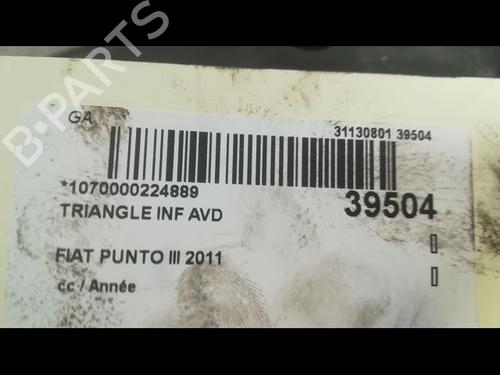 GA
31130801 39504
*1070000224889
39504
TRIANGLE INF AVD
FIAT PUNTO III 2011
cc / Année
B-PARTS